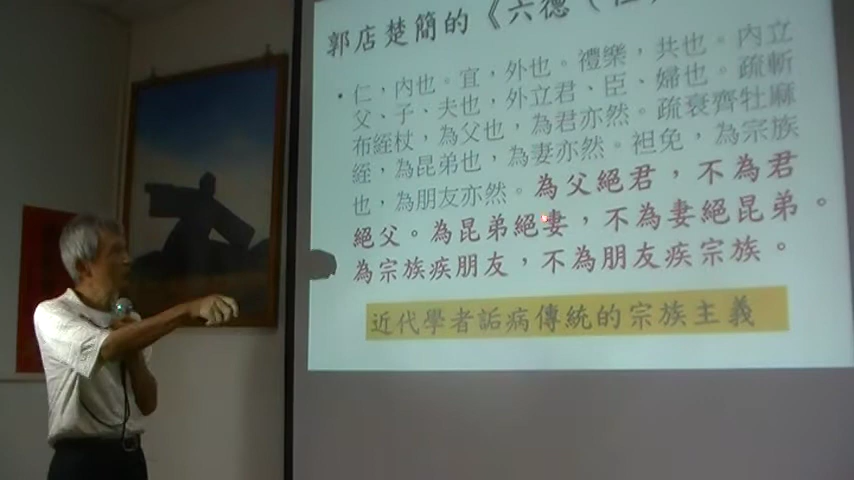 郭店楚簡的《六德
• 仁，內也。宜，外也。禮樂，共也。內立
父、子、夫也，外立君、臣、婦也。疏斬
布絰杖，為父也，為君亦然。疏衰齊牡麻
絰，為昆弟也，為妻亦然。袒免，為宗族
也，為朋友亦然。為父絕君，不為君
絕父。為昆弟絕妻，不為妻絕昆弟。
為宗族疾朋友，不為朋友疾宗族。
近代學者詬病傳統的宗族主義